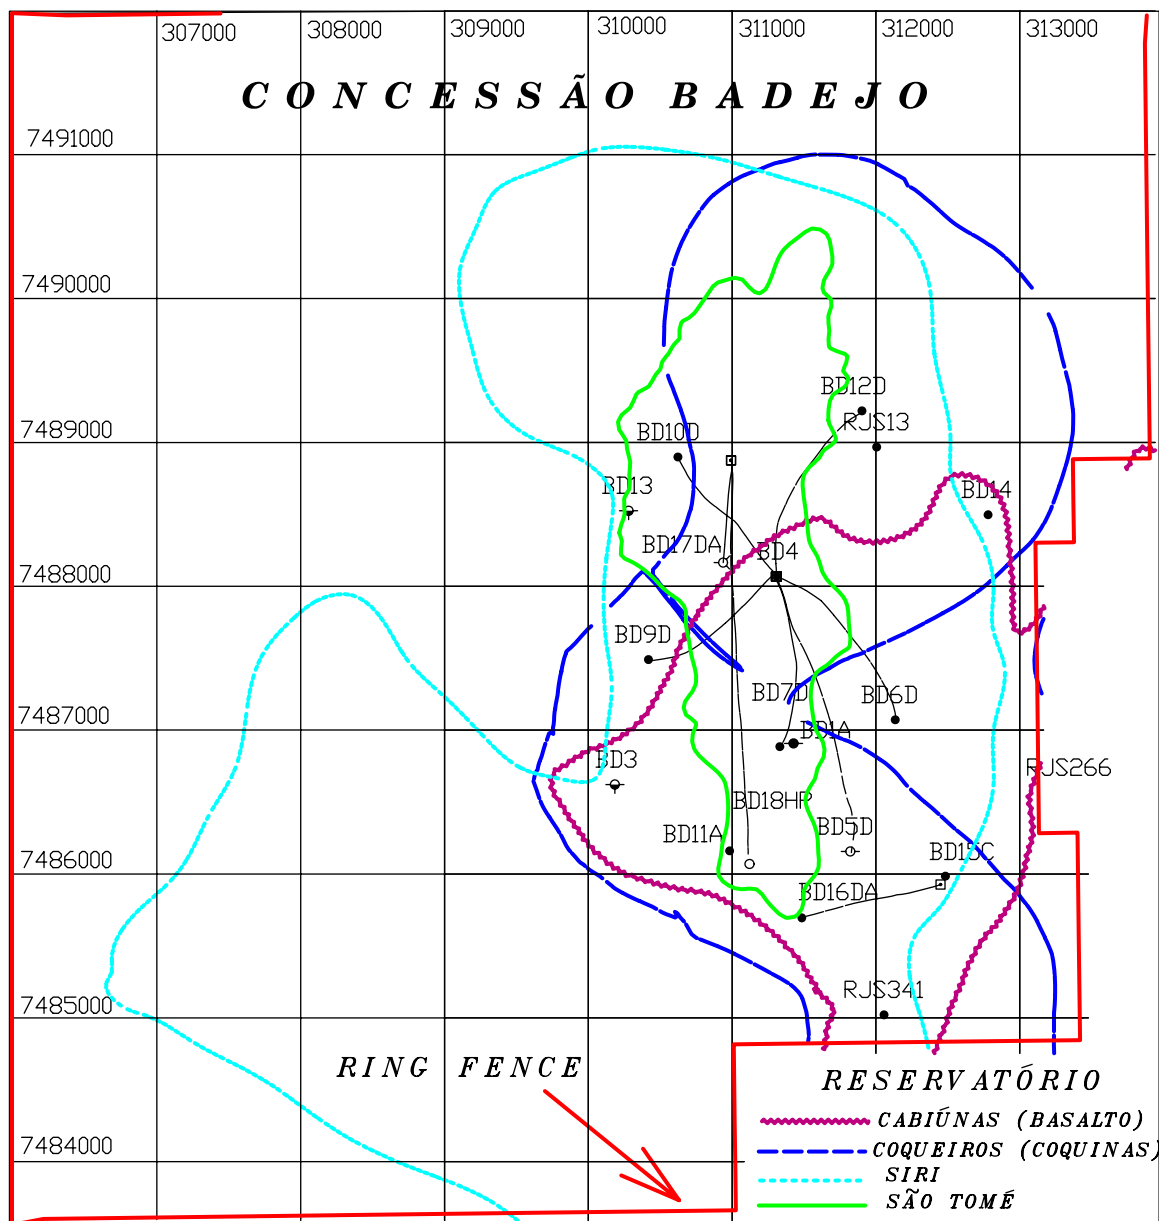 307000 308000 309000 310000 311000 312000 313000
CONCESSÃO BADEJO
7491000
7490000
BD12D
RJS13
7489000
BD10D
BD13
BD14
BD17DA
BD4
7488000
BD9D
BD7D
BD6D
7487000
BD1A
BD3
RJS266
BD18HP
BD11A
BD5D
BD15C
7486000
BD16DA
RJS341
7485000
RING FENCE
RESERVATÓRIO
CABIÚNAS (BASALTO)
COQUEIROS (COQUINAS)
7484000
SIRI
SÃO TOMÉ